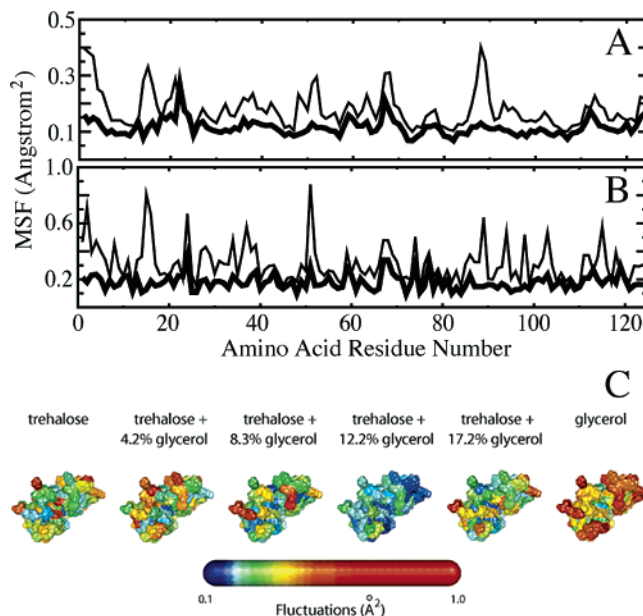 0.5
A
0.3
0.1
MSF (Angstrom²)
1.0
B
0.6
0.2
0 20 40 60 80 100 120
Amino Acid Residue Number
C
trehalose trehalose + trehalose + trehalose + trehalose + glycerol
4.2% glycerol 8.3% glycerol 12.2% glycerol 17.2% glycerol
0.1 1.0
Fluctuations (Å²)